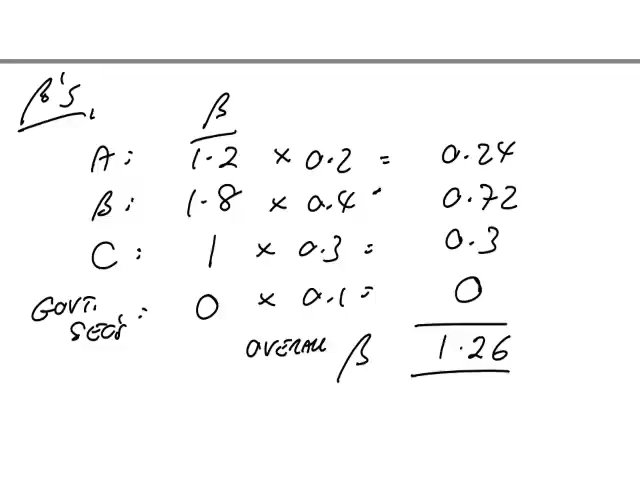 β's
β
A: 1.2 × 0.2 = 0.24
B: 1.8 × 0.4 = 0.72
C: 1 × 0.3 = 0.3
GOVT. SECS: 0 × 0.1 = 0
OVERALL β 1.26